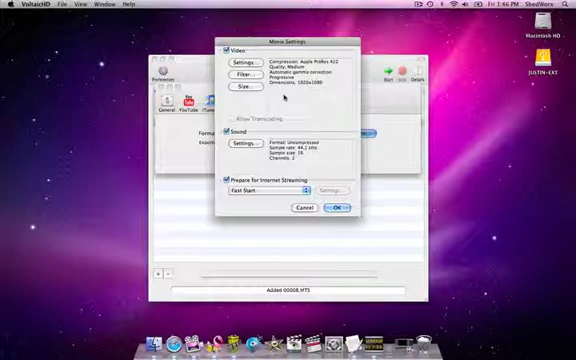 VoltaicHD File View Window Help
Fri 1:46 PM ShedWorx
Movie Settings
Video
Settings...
Compression: Apple ProRes 422
Quality: Medium
Automatic gamma correction
Progressive
Dimensions: 1920x1080
Filter...
Size...
Allow Transcoding
Sound
Settings...
Format: Uncompressed
Sample rate: 44.1 kHz
Sample size: 16
Channels: 2
Prepare for Internet Streaming
Fast Start
Settings...
Cancel
OK
Preferences
Start
Details
General
YouTube
Added 00008.MTS
Macintosh HD
JUSTIN-EXT